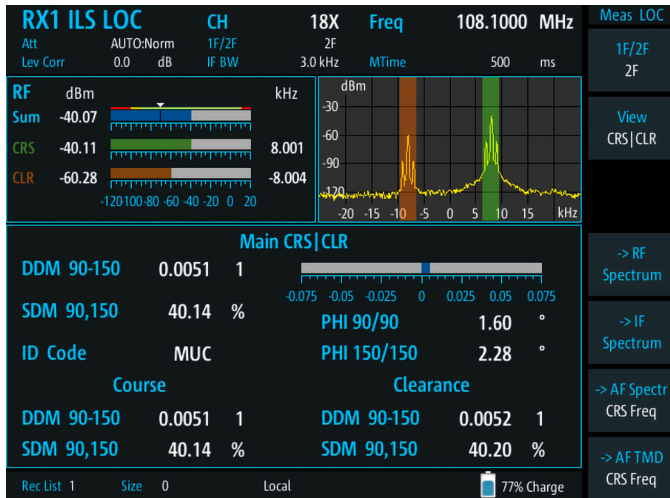 RX1 ILS LOC CH 18X Freq 108.1000 MHz
Att AUTO:Norm 1F/2F 2F
Lev Corr 0.0 dB IF BW 3.0 kHz MTime 500 ms
Meas LOC
1F/2F
2F
View
CRS|CLR
-> RF
Spectrum
-> IF
Spectrum
-> AF Spectr
CRS Freq
-> AF TMD
CRS Freq
RF dBm kHz
Sum -40.07
CRS -40.11 8.001
CLR -60.28 -8.004
-120 -100 -80 -60 -40 -20 0 20
dBm
-30
-60
-90
-120
-20 -15 -10 -5 0 5 10 15 kHz
Main CRS|CLR
DDM 90-150 0.0051 1
-0.075 -0.05 -0.025 0 0.025 0.05 0.075
SDM 90,150 40.14 %
PHI 90/90 1.60 °
ID Code MUC
PHI 150/150 2.28 °
Course
DDM 90-150 0.0051 1
SDM 90,150 40.14 %
Clearance
DDM 90-150 0.0052 1
SDM 90,150 40.20 %
Rec List 1 Size 0 Local 77% Charge